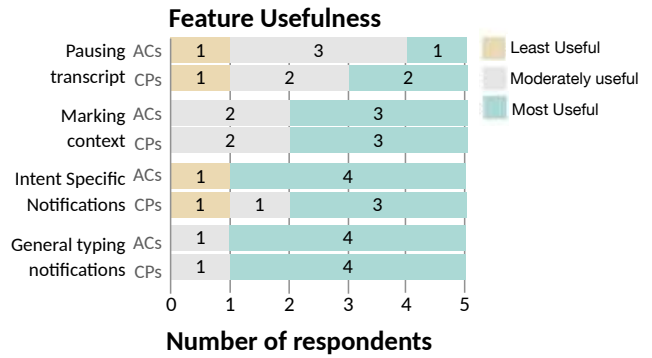 Feature Usefulness
Pausing transcript
ACs 1 3 1
CPs 1 2 2
Marking context
ACs 2 3
CPs 2 3
Intent Specific Notifications
ACs 1 4
CPs 1 1 3
General typing notifications
ACs 1 4
CPs 1 4
0 1 2 3 4 5
Number of respondents
Least Useful
Moderately useful
Most Useful